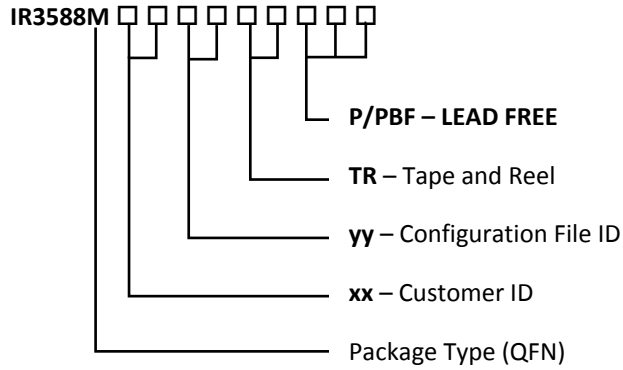 IR3588M
P/PBF – LEAD FREE
TR – Tape and Reel
yy – Configuration File ID
xx – Customer ID
Package Type (QFN)